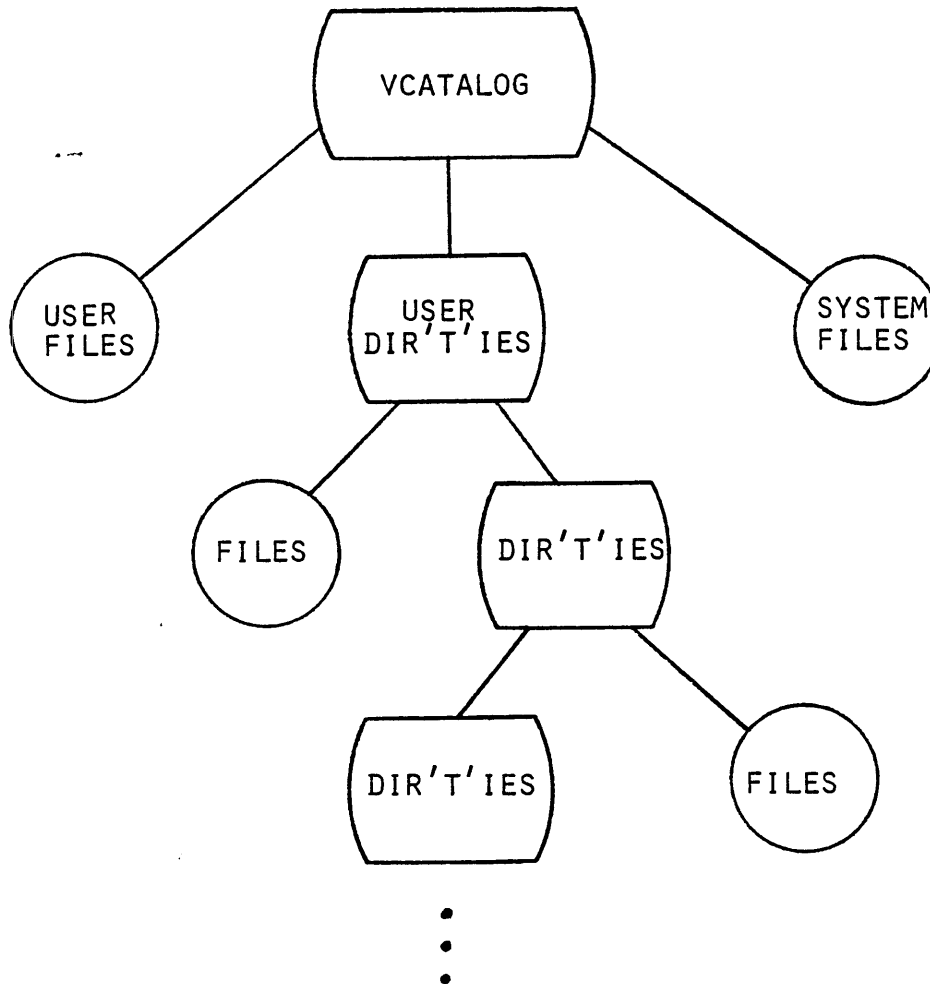 VCATALOG
USER
FILES
USER
DIR'T'IES
SYSTEM
FILES
FILES
DIR'T'IES
DIR'T'IES
FILES